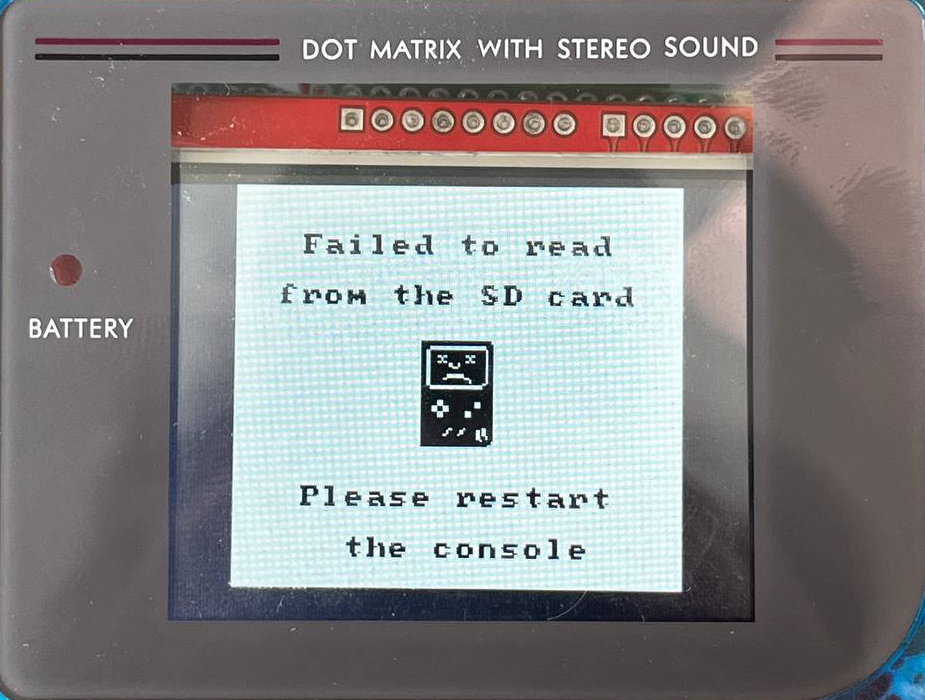 DOT MATRIX WITH STEREO SOUND
Failed to read
from the SD card
BATTERY
Please restart
the console